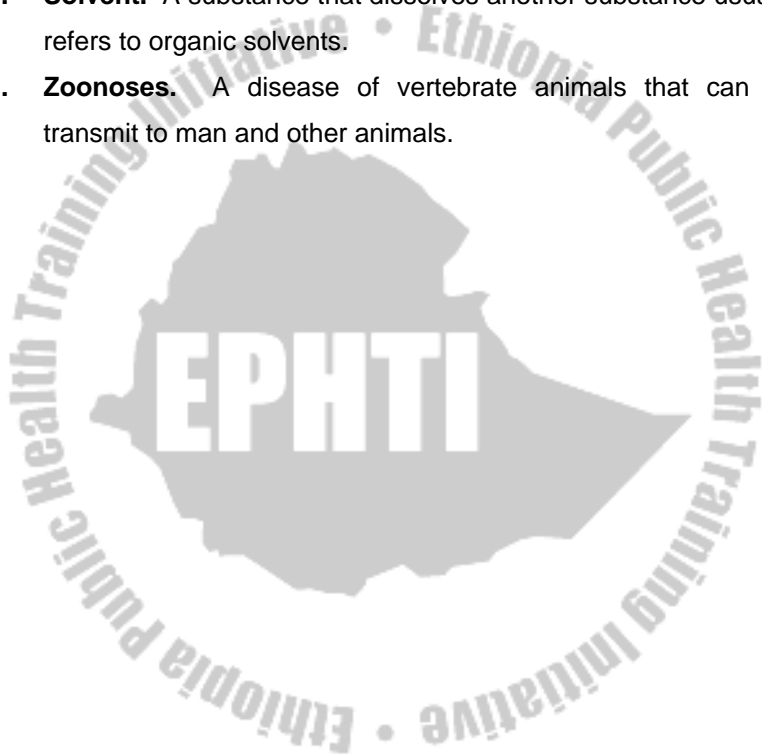 . Solvent. A substance that dissolves another substance
refers to organic solvents.
. Zoonoses. A disease of vertebrate animals that can
transmit to man and other animals.
Ethiopia Public Health Training Initiative • Ethiopia Public Health Training Initiative •
EPHTI